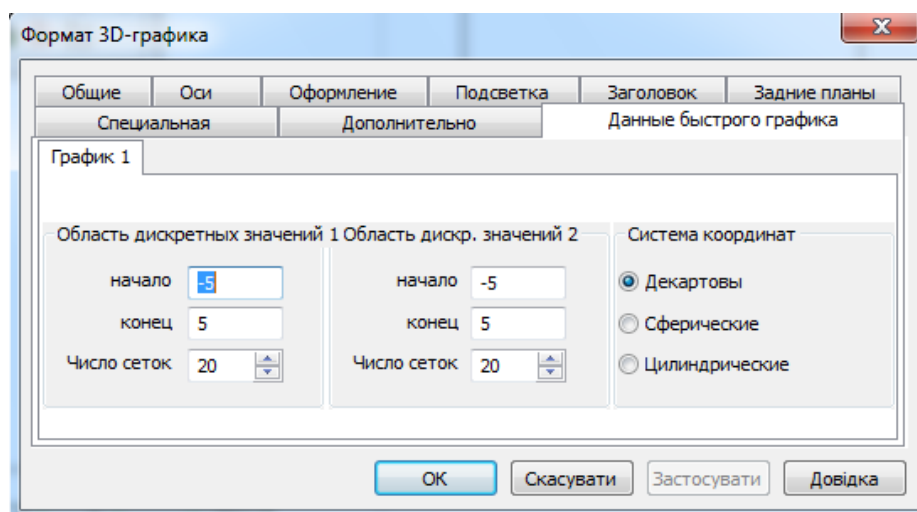 Формат 3D-графика
Общие Оси Оформление Подсветка Заголовок Задние планы
Специальная Дополнительно Данные быстрого графика
График 1
Область дискретных значений 1 Область дискр. значений 2 Система координат
начало -5 начало -5 Декартовы
конец 5 конец 5 Сферические
Число сеток 20 Число сеток 20 Цилиндрические
OK Скасувати Застосувати Довідка